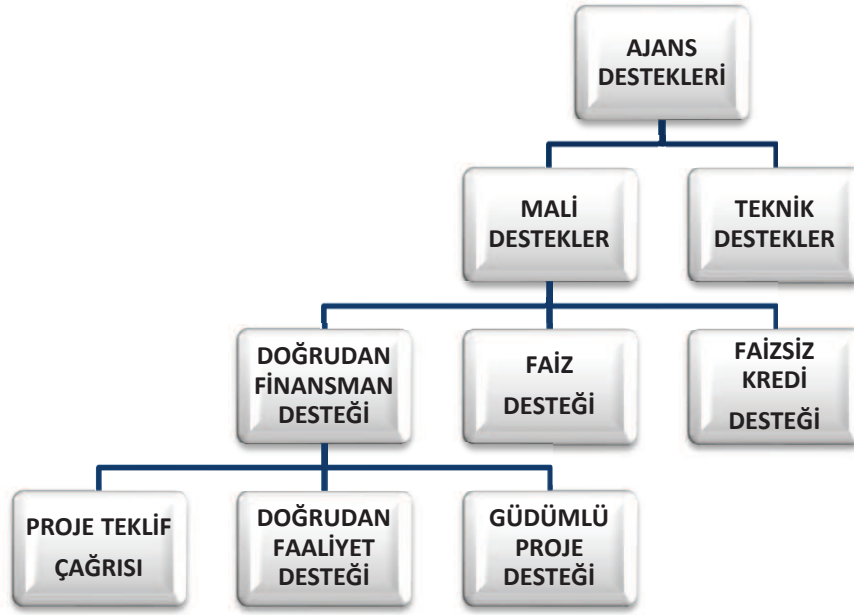 AJANS
DESTEKLERİ
MALİ
DESTEKLER
TEKNİK
DESTEKLER
DOĞRUDAN
FİNANSMAN
DESTEĞİ
FAİZ
DESTEĞİ
FAİZSİZ
KREDİ
DESTEĞİ
PROJE TEKLİF
ÇAĞRISI
DOĞRUDAN
FAALİYET
DESTEĞİ
GÜDÜMLÜ
PROJE
DESTEĞİ